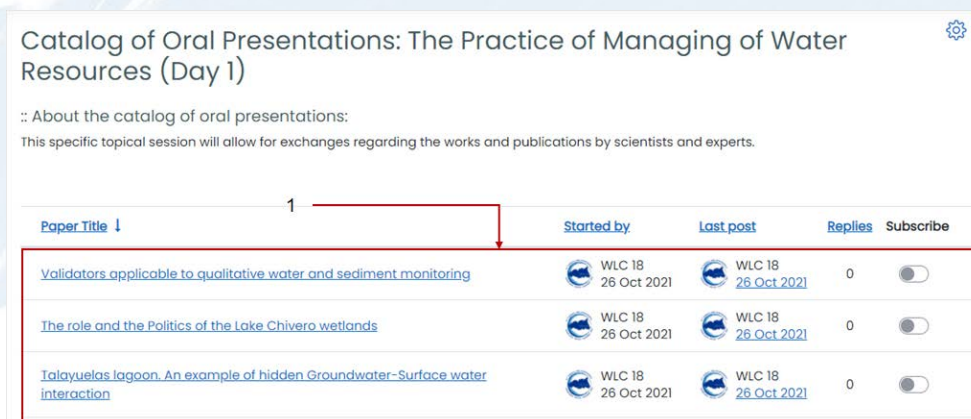 Catalog of Oral Presentations: The Practice of Managing of Water
Resources (Day 1)
:: About the catalog of oral presentations:
This specific topical session will allow for exchanges regarding the works and publications by scientists and experts.
1
Paper Title ↓ Started by Last post Replies Subscribe
Validators applicable to qualitative water and sediment monitoring WLC 18 26 Oct 2021 WLC 18 26 Oct 2021 0
The role and the Politics of the Lake Chivero wetlands WLC 18 26 Oct 2021 WLC 18 26 Oct 2021 0
Talayuelas lagoon. An example of hidden Groundwater-Surface water
interaction WLC 18 26 Oct 2021 WLC 18 26 Oct 2021 0